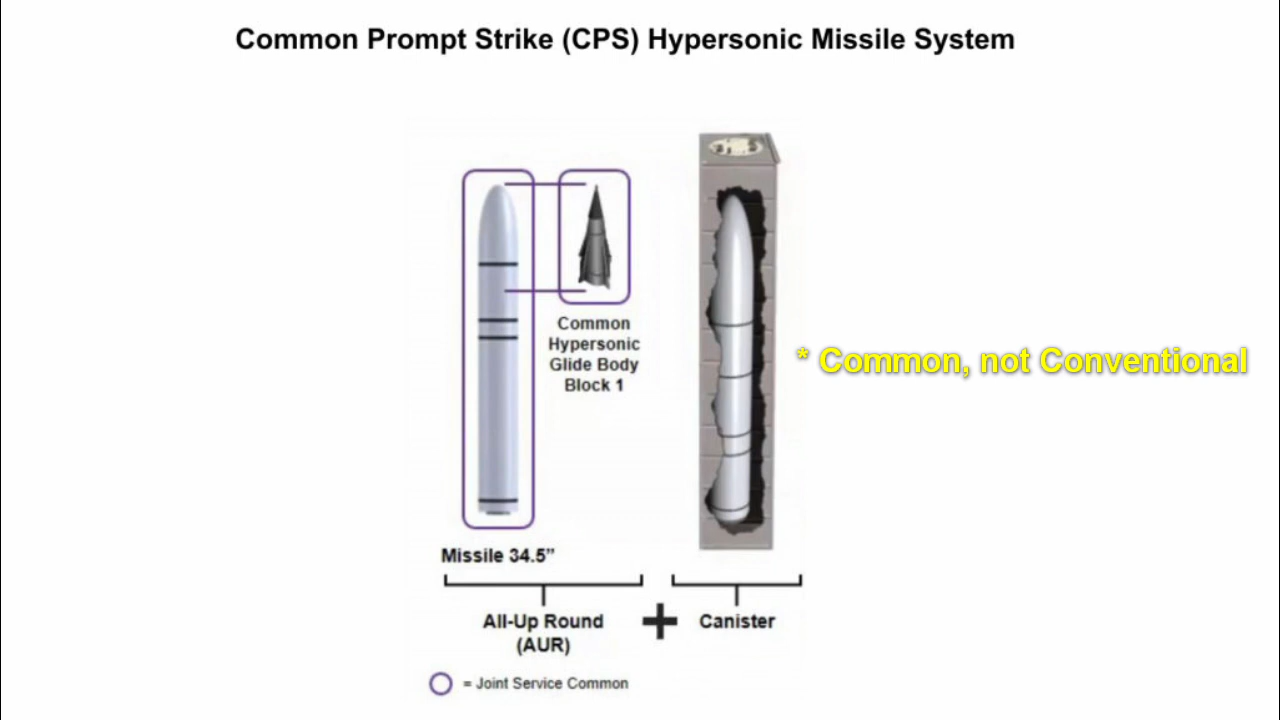 Common Prompt Strike (CPS) Hypersonic Missile System
Common
Hypersonic
Glide Body
Block 1
* Common, not Conventional
Missile 34.5”
All-Up Round
(AUR)
+
Canister
= Joint Service Common